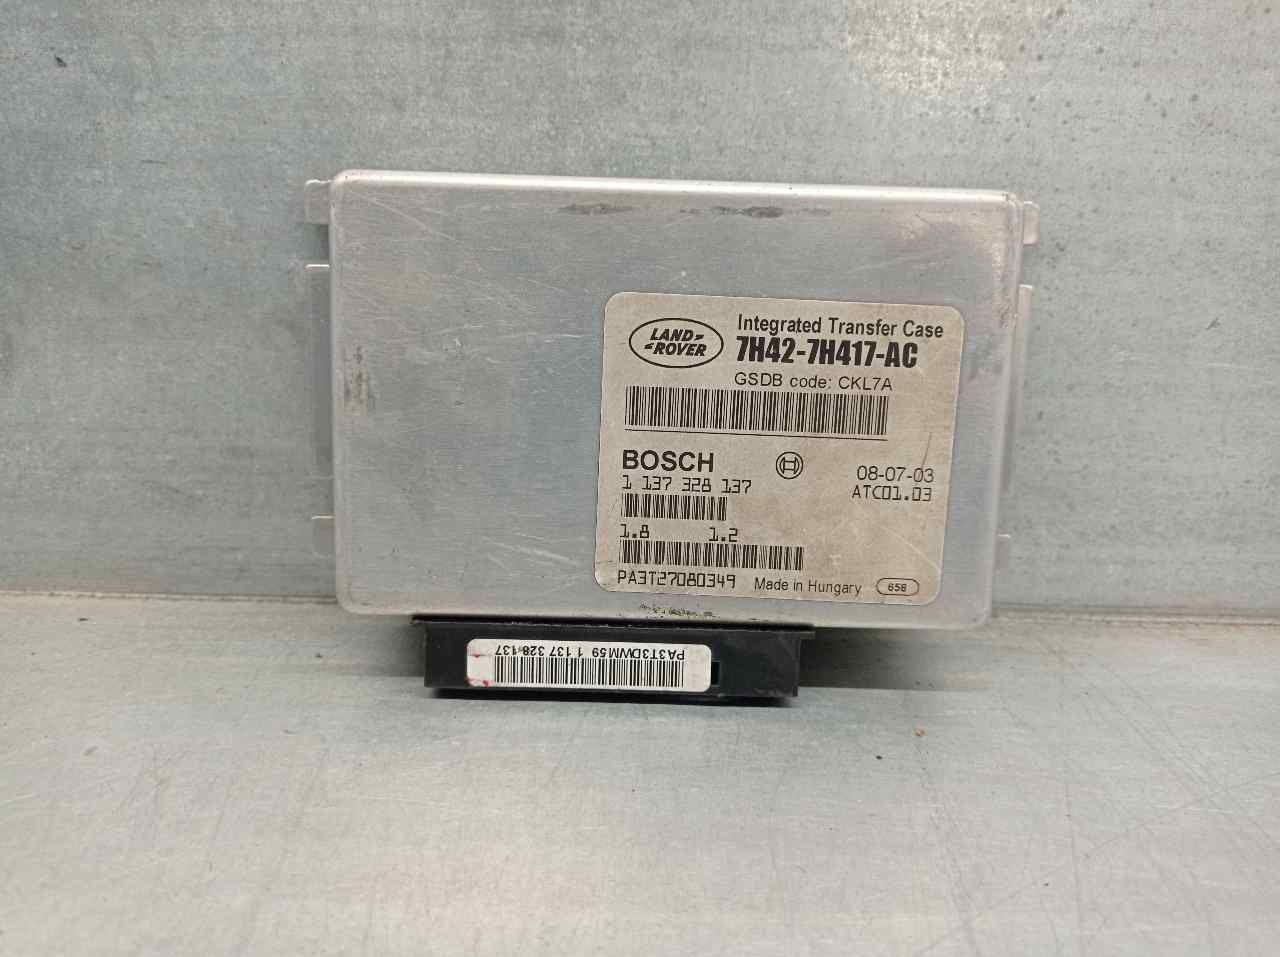 LAND-
-ROVER
Integrated Transfer Case
7H42-7H417-AC
GSDB code: CKL7A
BOSCH
08-07-03
1 137 328 137
ATC01.03
1.8 1.2
PA3T27080349 Made in Hungary 658
PA3T3DWM59 1 137 328 137